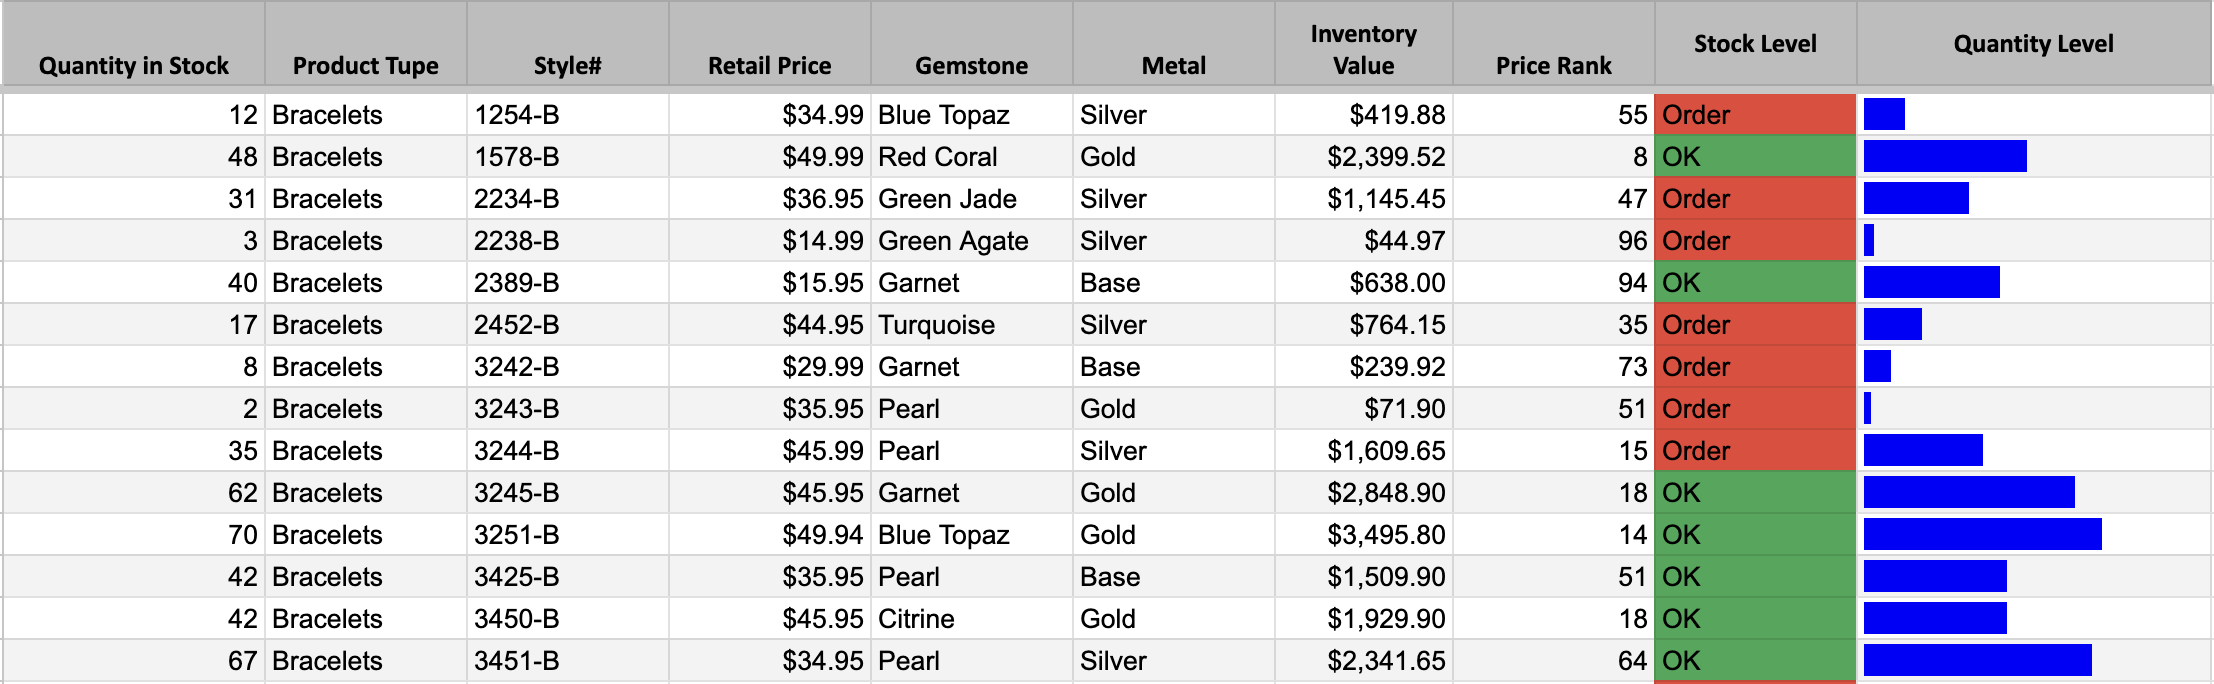 Quantity in Stock Product Tupe Style# Retail Price Gemstone Metal Inventory Value Price Rank Stock Level Quantity Level
12 Bracelets 1254-B $34.99 Blue Topaz Silver $419.88 55 Order
48 Bracelets 1578-B $49.99 Red Coral Gold $2,399.52 8 OK
31 Bracelets 2234-B $36.95 Green Jade Silver $1,145.45 47 Order
3 Bracelets 2238-B $14.99 Green Agate Silver $44.97 96 Order
40 Bracelets 2389-B $15.95 Garnet Base $638.00 94 OK
17 Bracelets 2452-B $44.95 Turquoise Silver $764.15 35 Order
8 Bracelets 3242-B $29.99 Garnet Base $239.92 73 Order
2 Bracelets 3243-B $35.95 Pearl Gold $71.90 51 Order
35 Bracelets 3244-B $45.99 Pearl Silver $1,609.65 15 Order
62 Bracelets 3245-B $45.95 Garnet Gold $2,848.90 18 OK
70 Bracelets 3251-B $49.94 Blue Topaz Gold $3,495.80 14 OK
42 Bracelets 3425-B $35.95 Pearl Base $1,509.90 51 OK
42 Bracelets 3450-B $45.95 Citrine Gold $1,929.90 18 OK
67 Bracelets 3451-B $34.95 Pearl Silver $2,341.65 64 OK